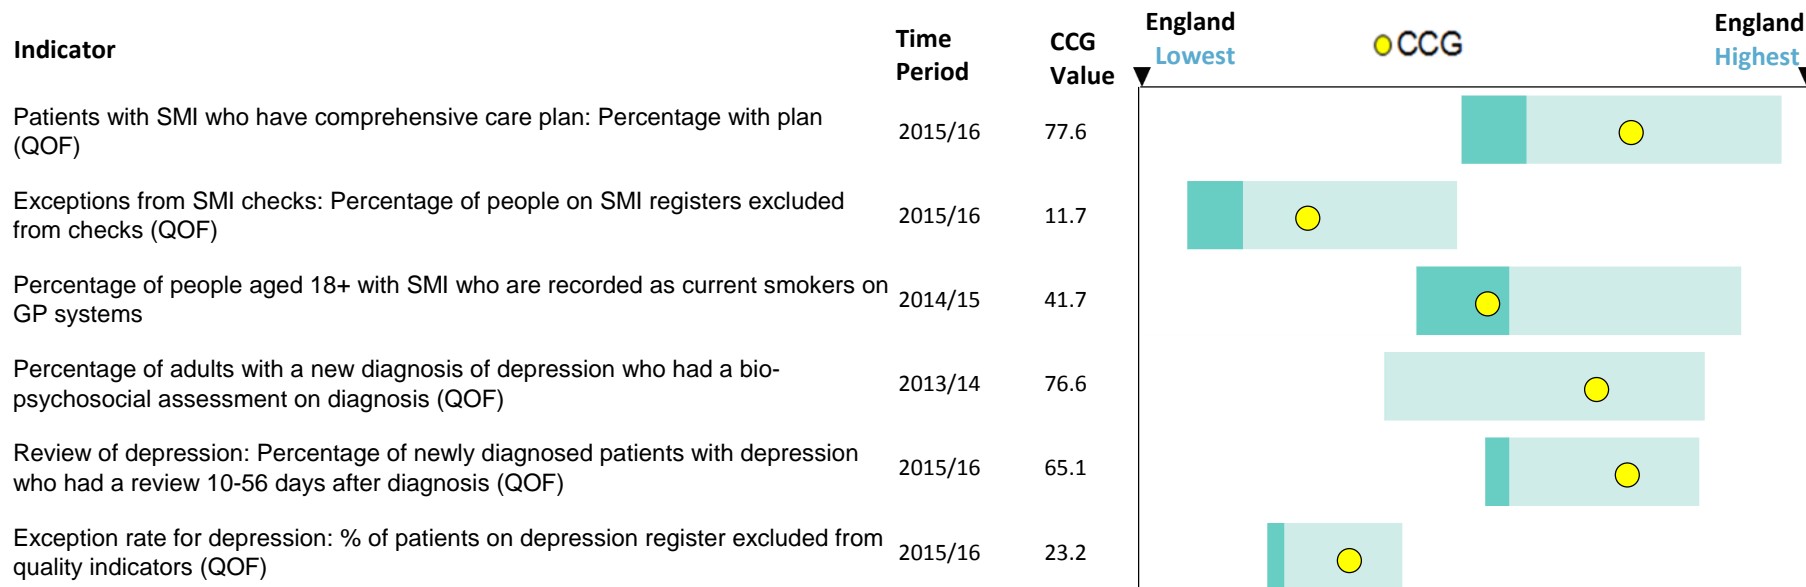 Indicator
Time Period
CCG Value
England Lowest
CCG
England Highest
Patients with SMI who have comprehensive care plan: Percentage with plan
(QOF)
2015/16
77.6
Exceptions from SMI checks: Percentage of people on SMI registers excluded
from checks (QOF)
2015/16
11.7
Percentage of people aged 18+ with SMI who are recorded as current smokers on
GP systems
2014/15
41.7
Percentage of adults with a new diagnosis of depression who had a bio-
psychosocial assessment on diagnosis (QOF)
2013/14
76.6
Review of depression: Percentage of newly diagnosed patients with depression
who had a review 10-56 days after diagnosis (QOF)
2015/16
65.1
Exception rate for depression: % of patients on depression register excluded from
quality indicators (QOF)
2015/16
23.2